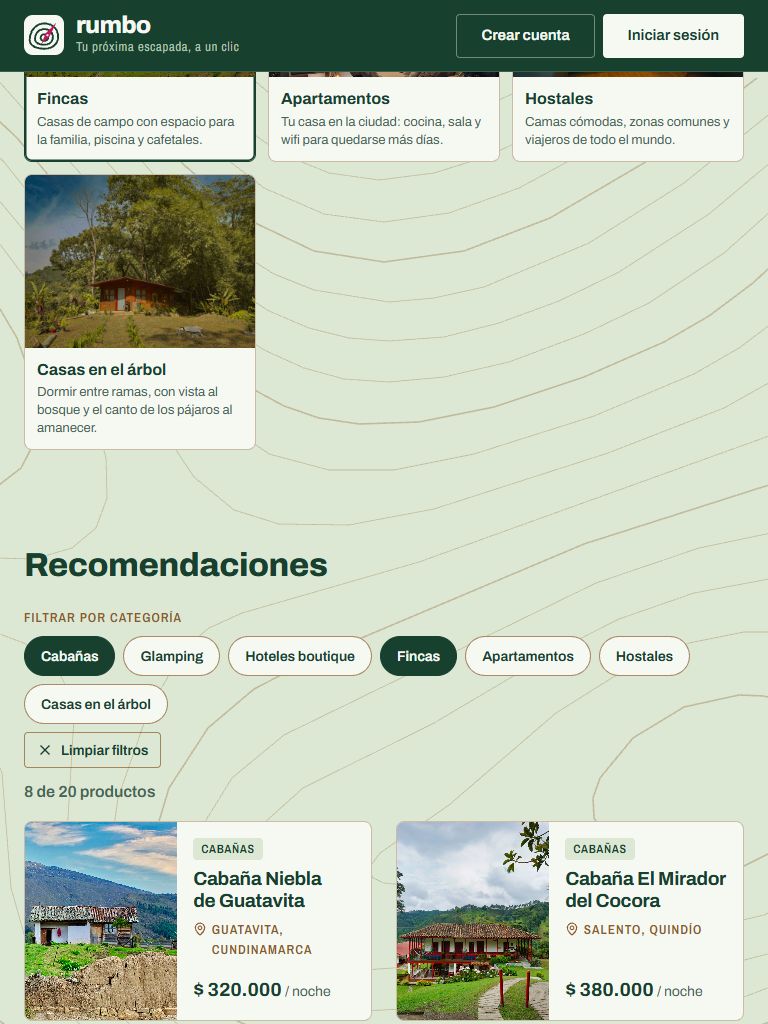 rumbo
Tu próxima escapada, a un clic
Crear cuenta
Iniciar sesión
Fincas
Casas de campo con espacio para
la familia, piscina y cafetales.
Apartamentos
Tu casa en la ciudad: cocina, sala y
wifi para quedarse más días.
Hostales
Camas cómodas, zonas comunes y
viajeros de todo el mundo.
Casas en el árbol
Dormir entre ramas, con vista al
bosque y el canto de los pájaros al
amanecer.
Recomendaciones
FILTRAR POR CATEGORÍA
Cabañas
Glamping
Hoteles boutique
Fincas
Apartamentos
Hostales
Casas en el árbol
Limpiar filtros
8 de 20 productos
CABAÑAS
Cabaña Niebla
de Guatavita
GUATAVITA,
CUNDINAMARCA
$ 320.000 / noche
CABAÑAS
Cabaña El Mirador
del Cocora
SALENTO, QUINDÍO
$ 380.000 / noche